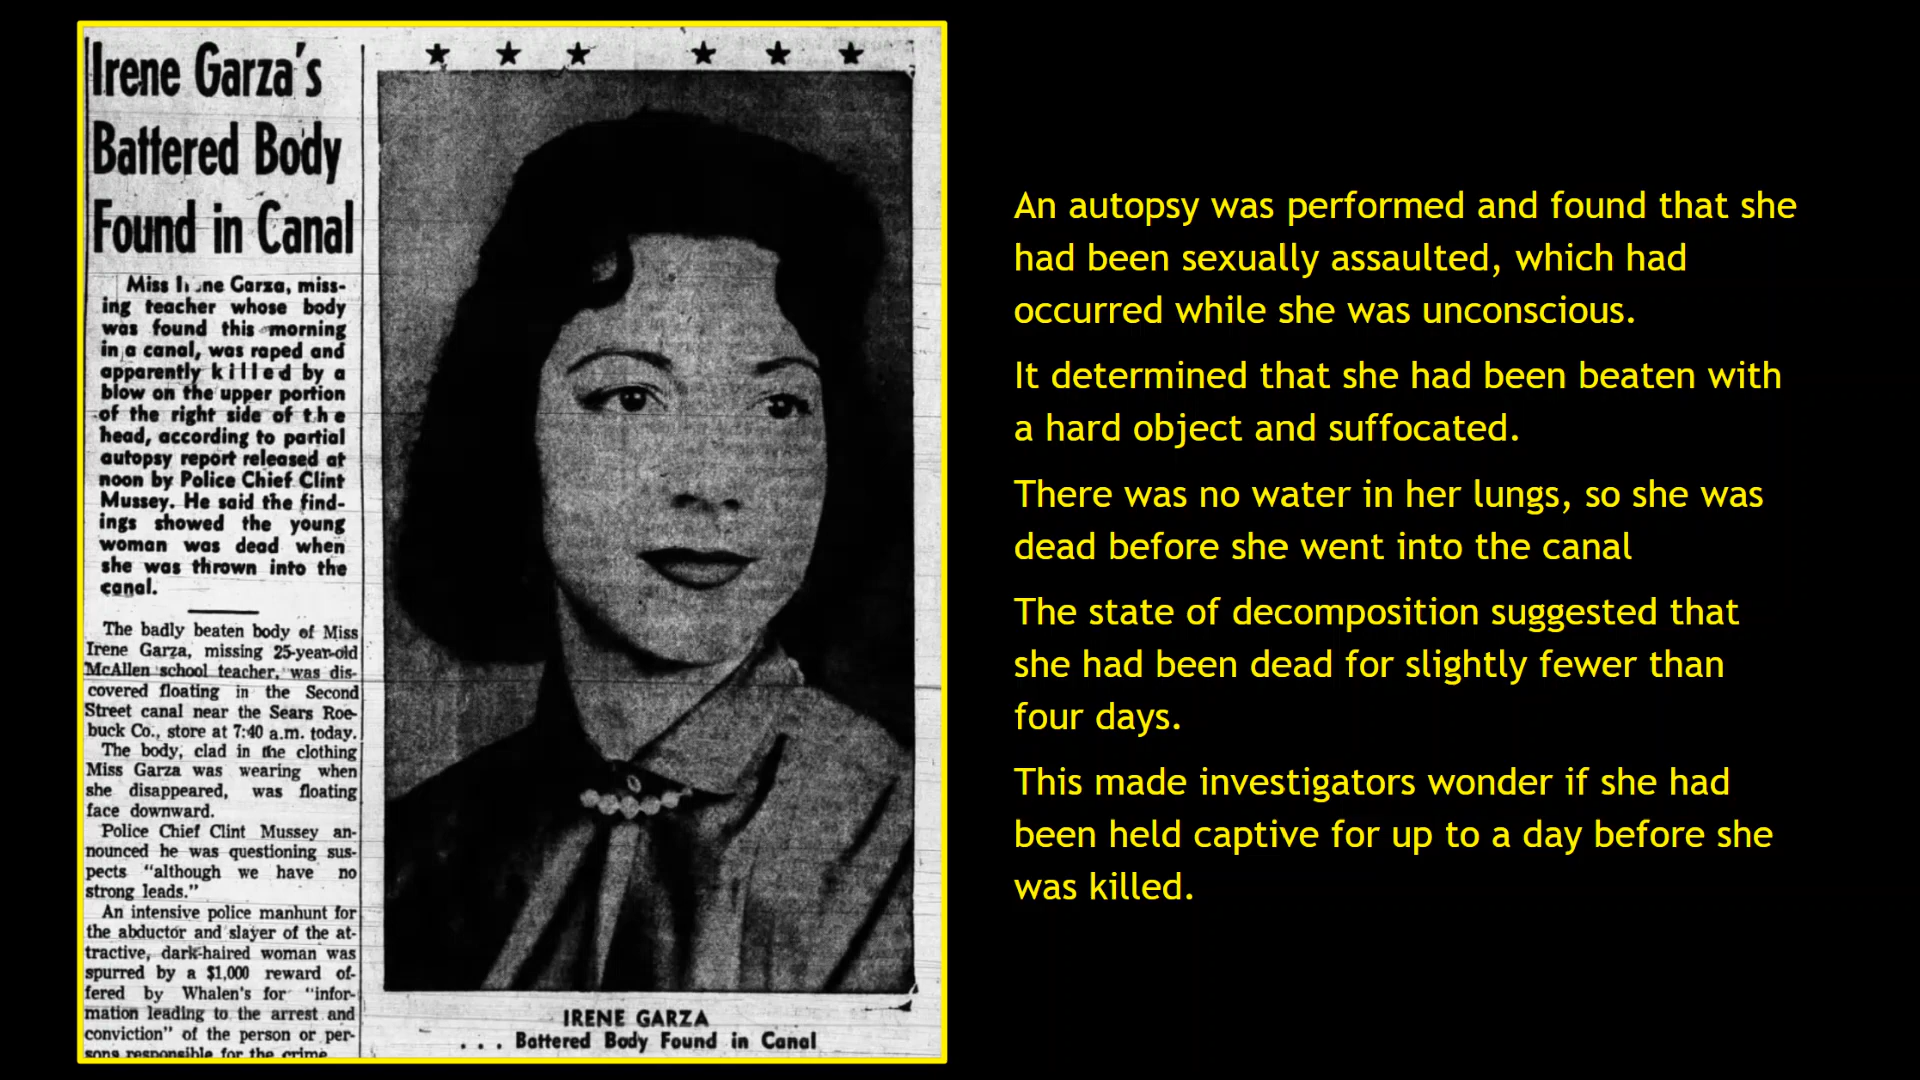 Irene Garza's
Battered Body
Found in Canal
Miss Irene Garza, miss-
ing teacher whose body
was found this morning
in a canal, was raped and
apparently killed by a
blow on the upper portion
of the right side of the
head, according to partial
autopsy report released at
noon by Police Chief Clint
Mussey. He said the find-
ings showed the young
woman was dead when
she was thrown into the
canal.
The badly beaten body of Miss
Irene Garza, missing 25-year-old
McAllen school teacher, was dis-
covered floating in the Second
Street canal near the Sears Roe-
buck Co., store at 7:40 a.m. today.
The body, clad in the clothing
Miss Garza was wearing when
she disappeared, was floating
face downward.
Police Chief Clint Mussey an-
nounced he was questioning sus-
pects "although we have no
strong leads."
An intensive police manhunt for
the abductor and slayer of the at-
tractive, dark-haired woman was
spurred by a $1,000 reward of-
fered by Whalen's for "infor-
mation leading to the arrest and
conviction" of the person or per-
sons responsible for the crime.
IRENE GARZA
. . . Battered Body Found in Canal
An autopsy was performed and found that she
had been sexually assaulted, which had
occurred while she was unconscious.
It determined that she had been beaten with
a hard object and suffocated.
There was no water in her lungs, so she was
dead before she went into the canal
The state of decomposition suggested that
she had been dead for slightly fewer than
four days.
This made investigators wonder if she had
been held captive for up to a day before she
was killed.